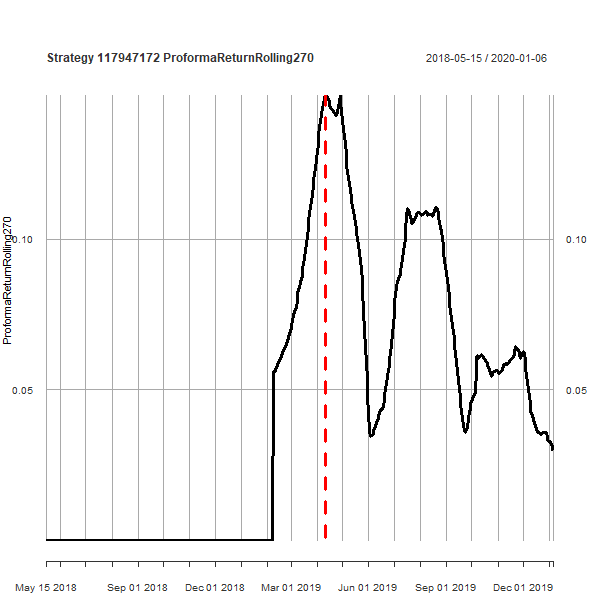 Strategy 117947172 ProformaReturnRolling270
2018-05-15 / 2020-01-06
ProformaReturnRolling270
0.10
0.10
0.05
0.05
May 15 2018
Sep 01 2018
Dec 01 2018
Mar 01 2019
Jun 01 2019
Sep 01 2019
Dec 01 2019